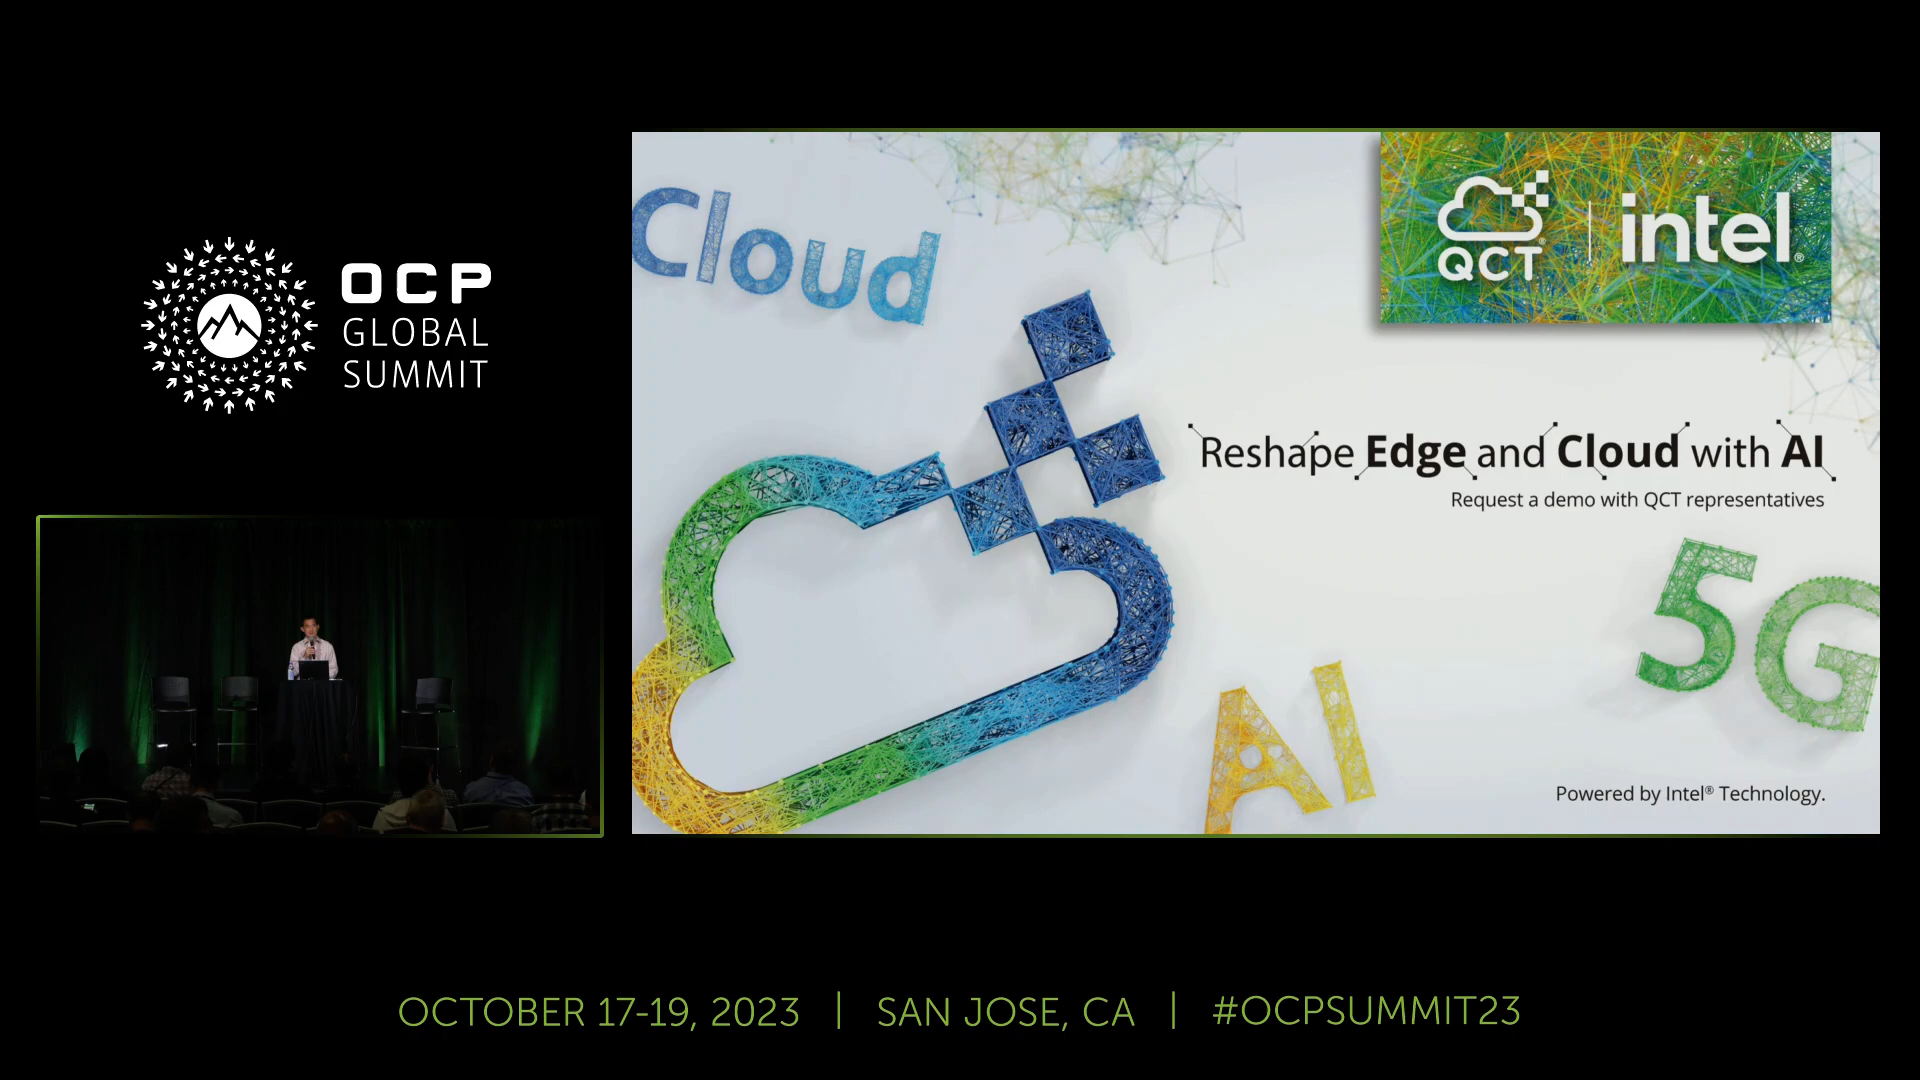 OCP
GLOBAL
SUMMIT
Cloud
QCT® | intel®
Reshape Edge and Cloud with AI
Request a demo with QCT representatives
5G
AI
Powered by Intel® Technology.
OCTOBER 17-19, 2023 | SAN JOSE, CA | #OCPSUMMIT23